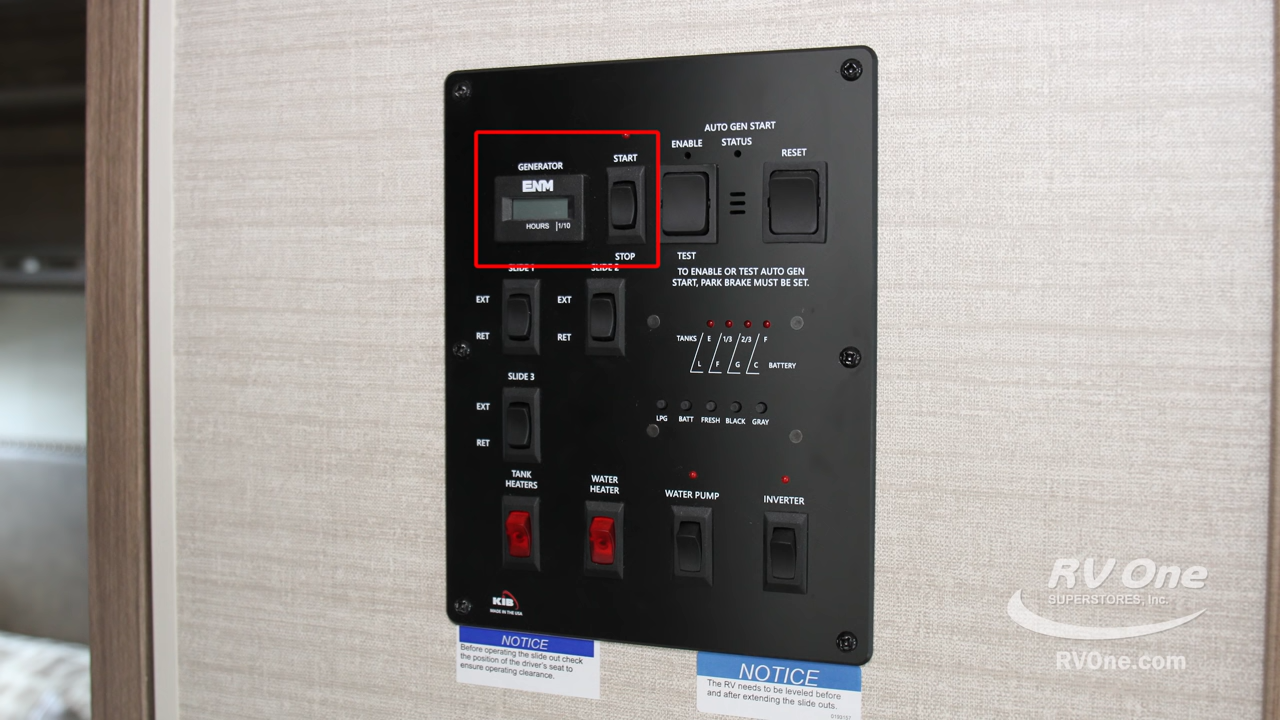 AUTO GEN START
ENABLE
STATUS
RESET
GENERATOR
START
ENM
HOURS 1/10
STOP
TEST
TO ENABLE OR TEST AUTO GEN
START, PARK BRAKE MUST BE SET.
SLIDE 1
SLIDE 2
EXT
EXT
RET
RET
TANKS E 1/3 2/3 F
L F G C BATTERY
SLIDE 3
EXT
RET
LPG BATT FRESH BLACK GRAY
TANK
HEATERS
WATER
HEATER
WATER PUMP
INVERTER
KIB
MADE IN THE USA
NOTICE
Before operating the slide out check
the position of the driver's seat to
ensure operating clearance.
NOTICE
The RV needs to be leveled before
and after extending the slide outs.
RV One
SUPERSTORES, Inc.
RVOne.com